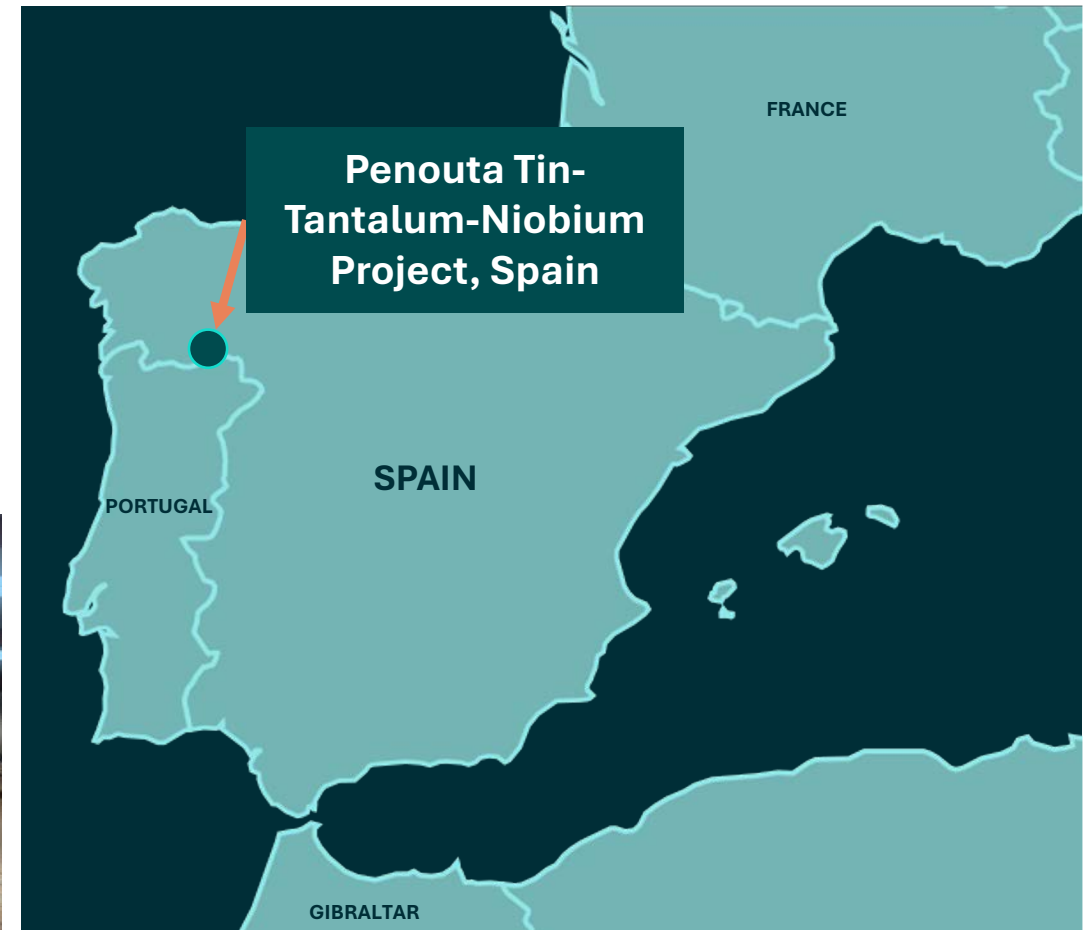 FRANCE
Penouta Tin-
Tantalum-Niobium
Project, Spain
SPAIN
PORTUGAL
GIBRALTAR